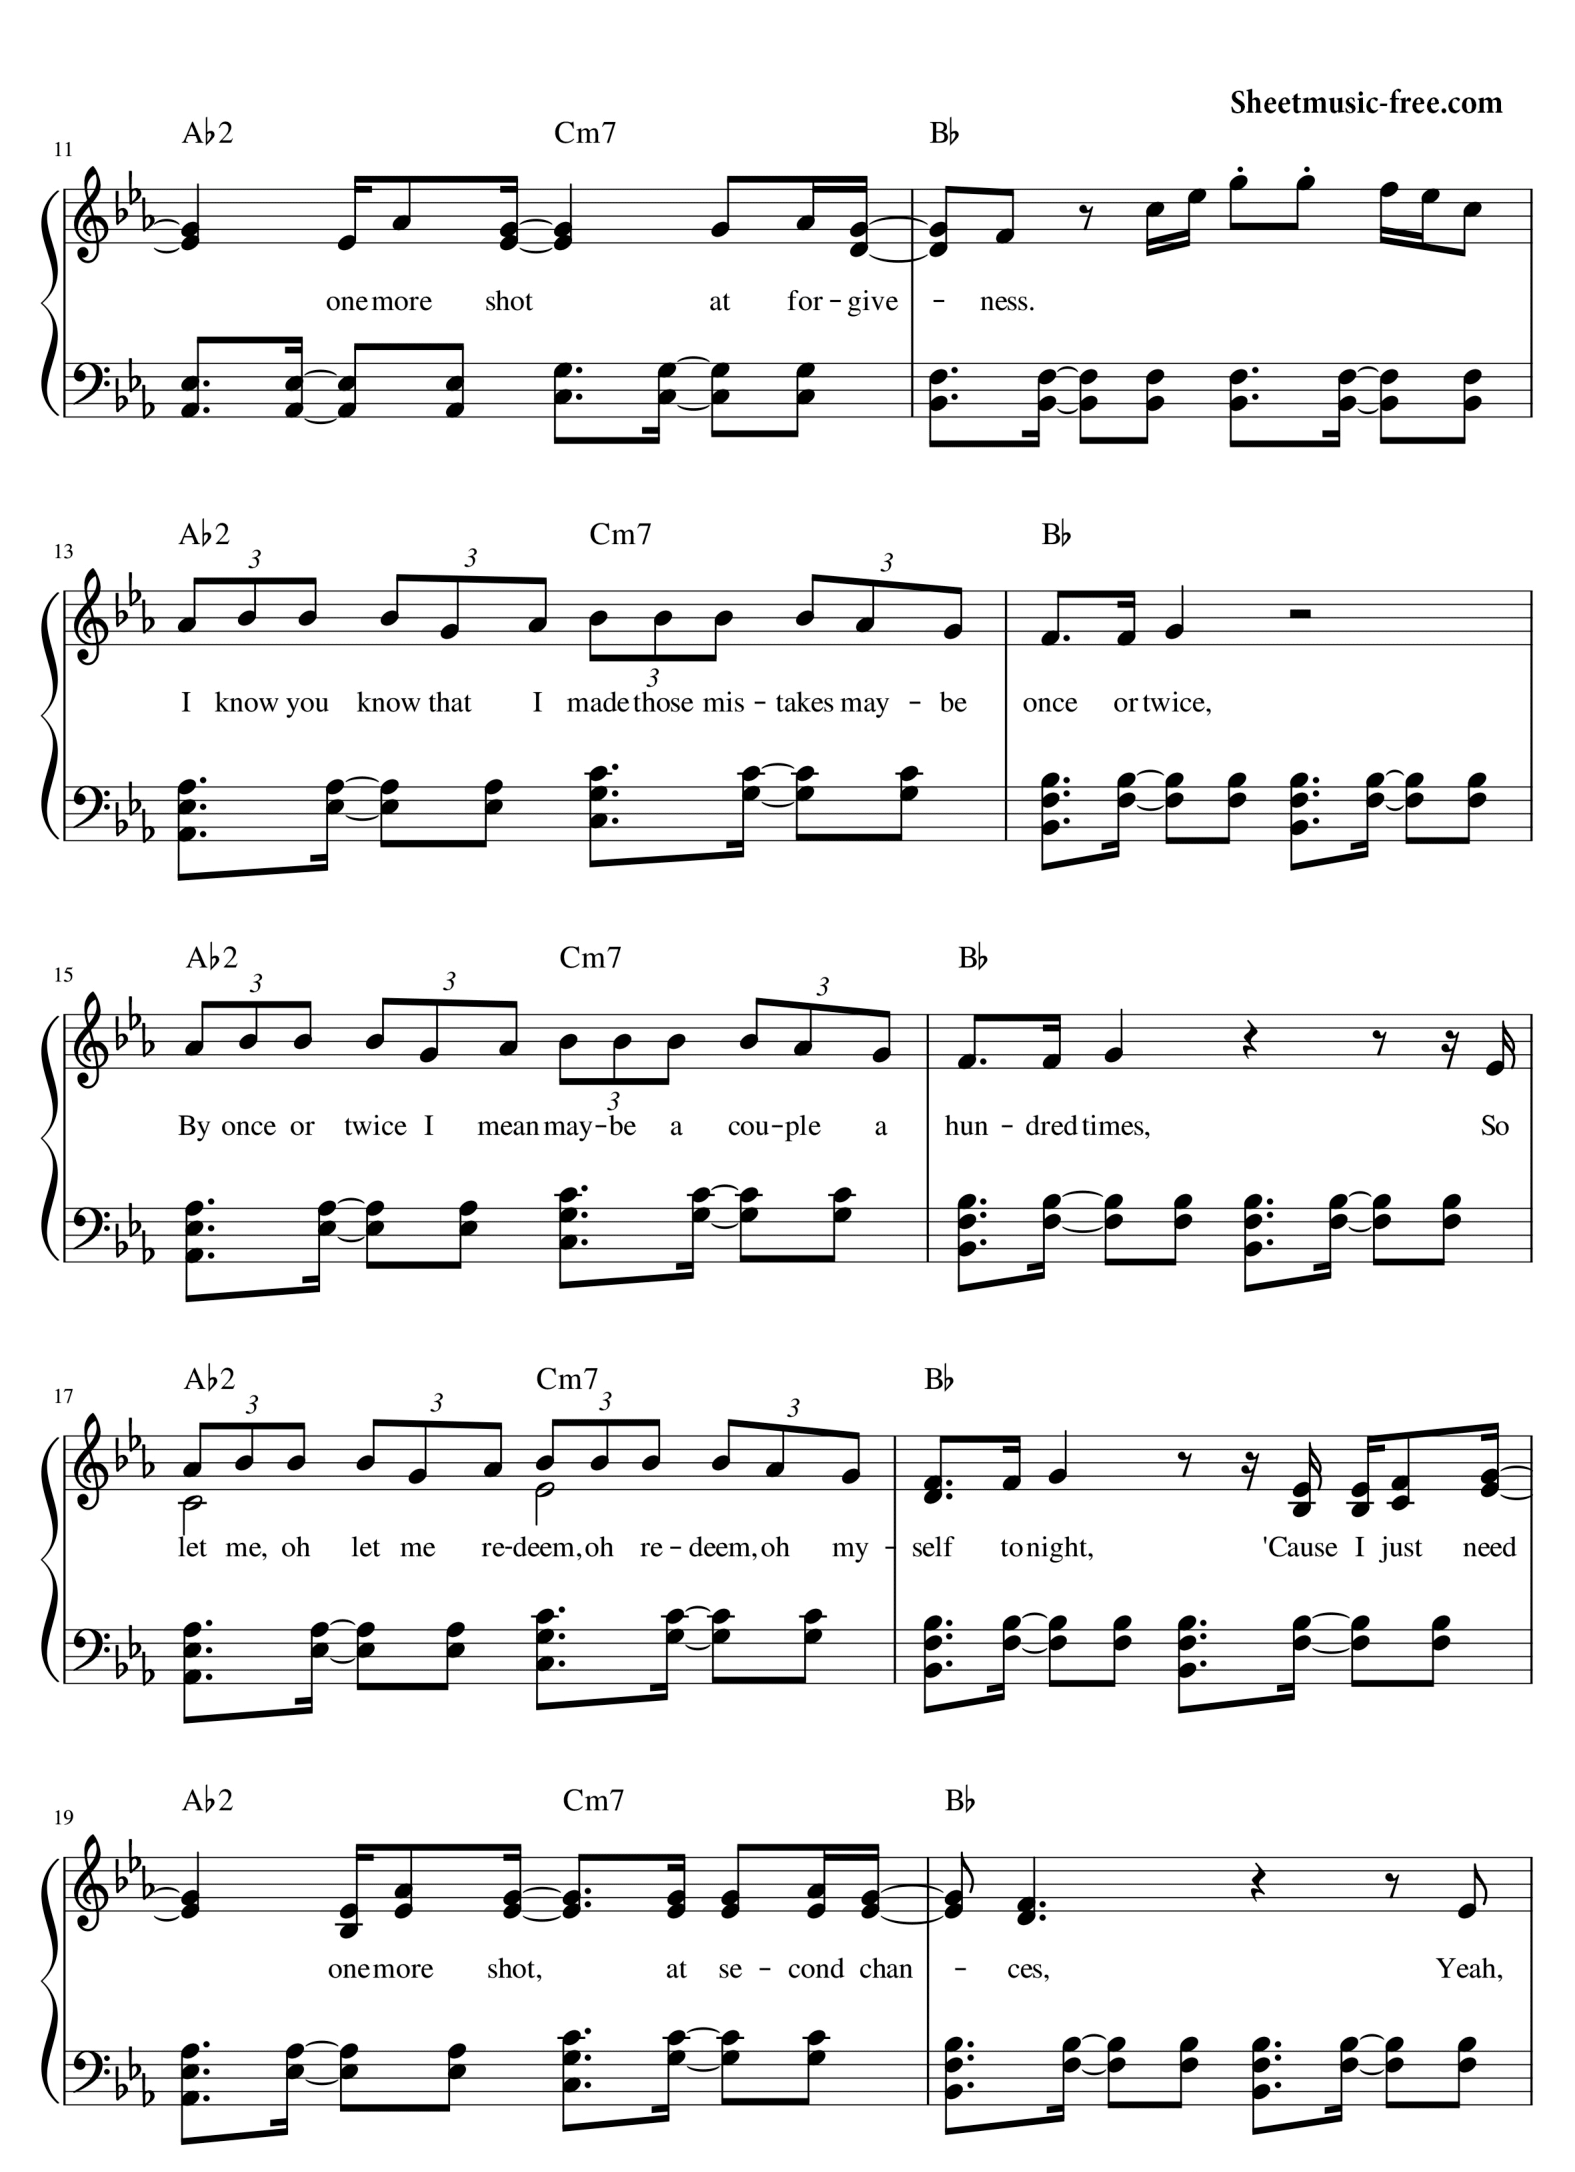 Sheetmusic-free.com
A♭2 Cm7 B♭
11
one more shot at for - give - ness.
A♭2 Cm7 B♭
13
3 3 3 3
I know you know that I made those mis - takes may - be once or twice,
A♭2 Cm7 B♭
15
3 3 3 3
By once or twice I mean may - be a cou - ple a hun - dred times, So
A♭2 Cm7 B♭
17
3 3 3 3
let me, oh let me re - deem, oh re - deem, oh my - self to night, 'Cause I just need
A♭2 Cm7 B♭
19
one more shot, at se - cond chan - ces, Yeah,